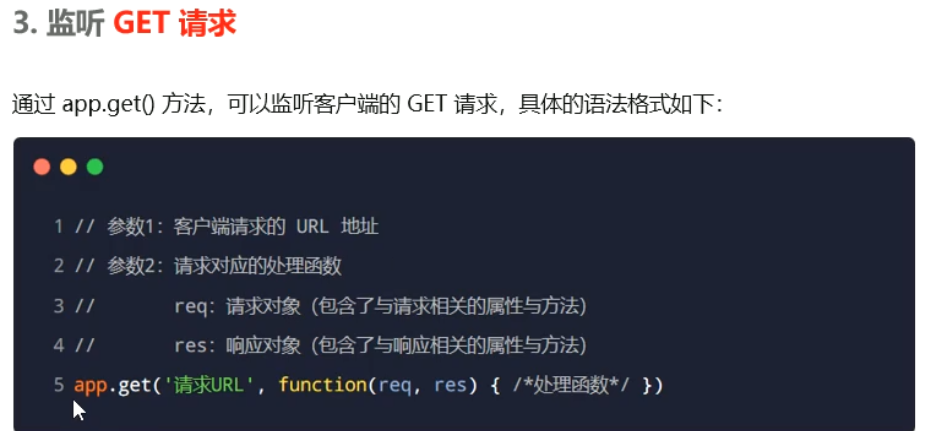 3. 监听 GET 请求
通过 app.get() 方法，可以监听客户端的 GET 请求，具体的语法格式如下：
1 // 参数1：客户端请求的 URL 地址
2 // 参数2：请求对应的处理函数
3 //        req：请求对象（包含了与请求相关的属性与方法）
4 //        res：响应对象（包含了与响应相关的属性与方法）
5 app.get('请求URL', function(req, res) { /*处理函数*/ })